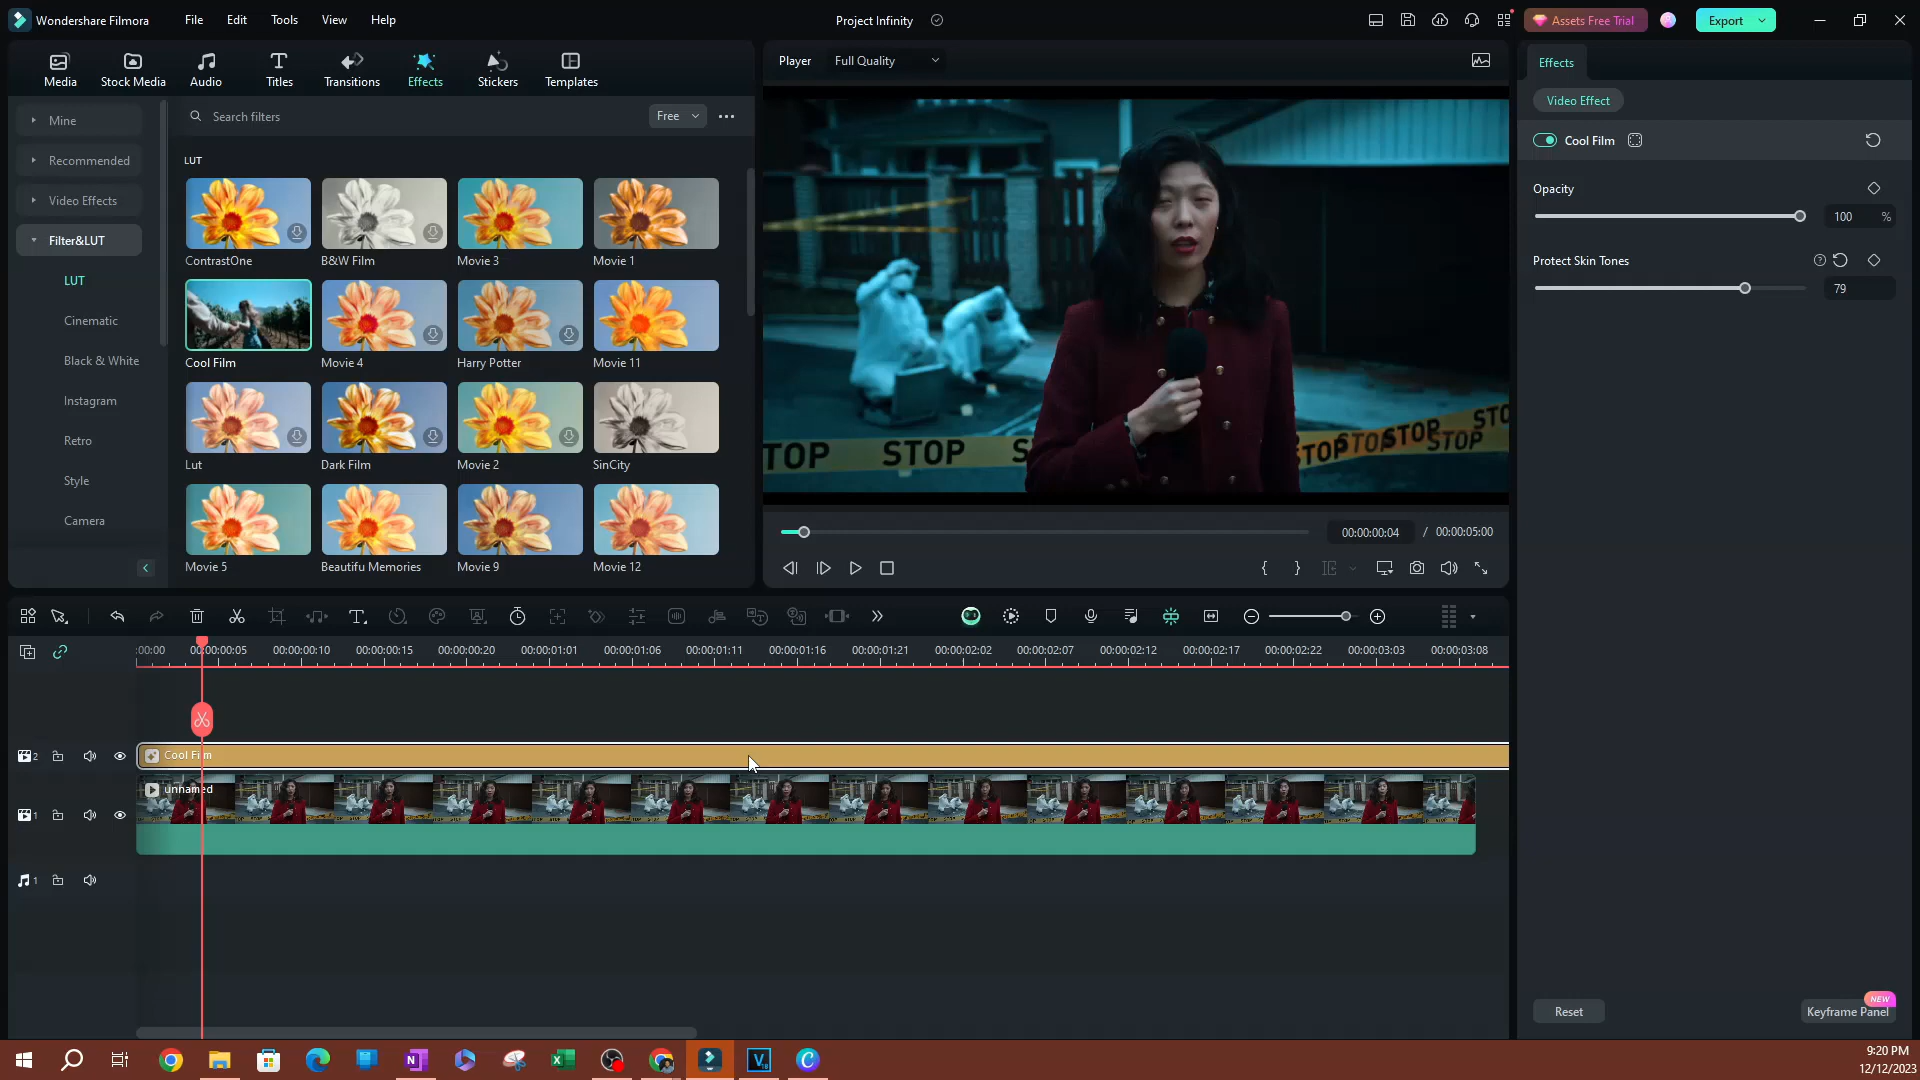 Wondershare Filmora File Edit Tools View Help Project Infinity Assets Free Trial Export
Media Stock Media Audio Titles Transitions Effects Stickers Templates
Player Full Quality
Effects
Video Effect
Cool Film
Opacity
100 %
Protect Skin Tones
79
Mine
Recommended
Video Effects
Filter&LUT
LUT
Cinematic
Black & White
Instagram
Retro
Style
Camera
Search filters Free
LUT
ContrastOne B&W Film Movie 3 Movie 1
Cool Film Movie 4 Harry Potter Movie 11
Lut Dark Film Movie 2 SinCity
Movie 5 Beautifu Memories Movie 9 Movie 12
TOP STOP S STOP STOP STOP STOP STO
00:00:00:04 / 00:00:05:00
:00:00 00:00:00:05 00:00:00:10 00:00:00:15 00:00:00:20 00:00:01:01 00:00:01:06 00:00:01:11 00:00:01:16 00:00:01:21 00:00:02:02 00:00:02:07 00:00:02:12 00:00:02:17 00:00:02:22 00:00:03:03 00:00:03:08
2 Cool Film
unnamed
1
1
Reset NEW
Keyframe Panel
9:20 PM
12/12/2023